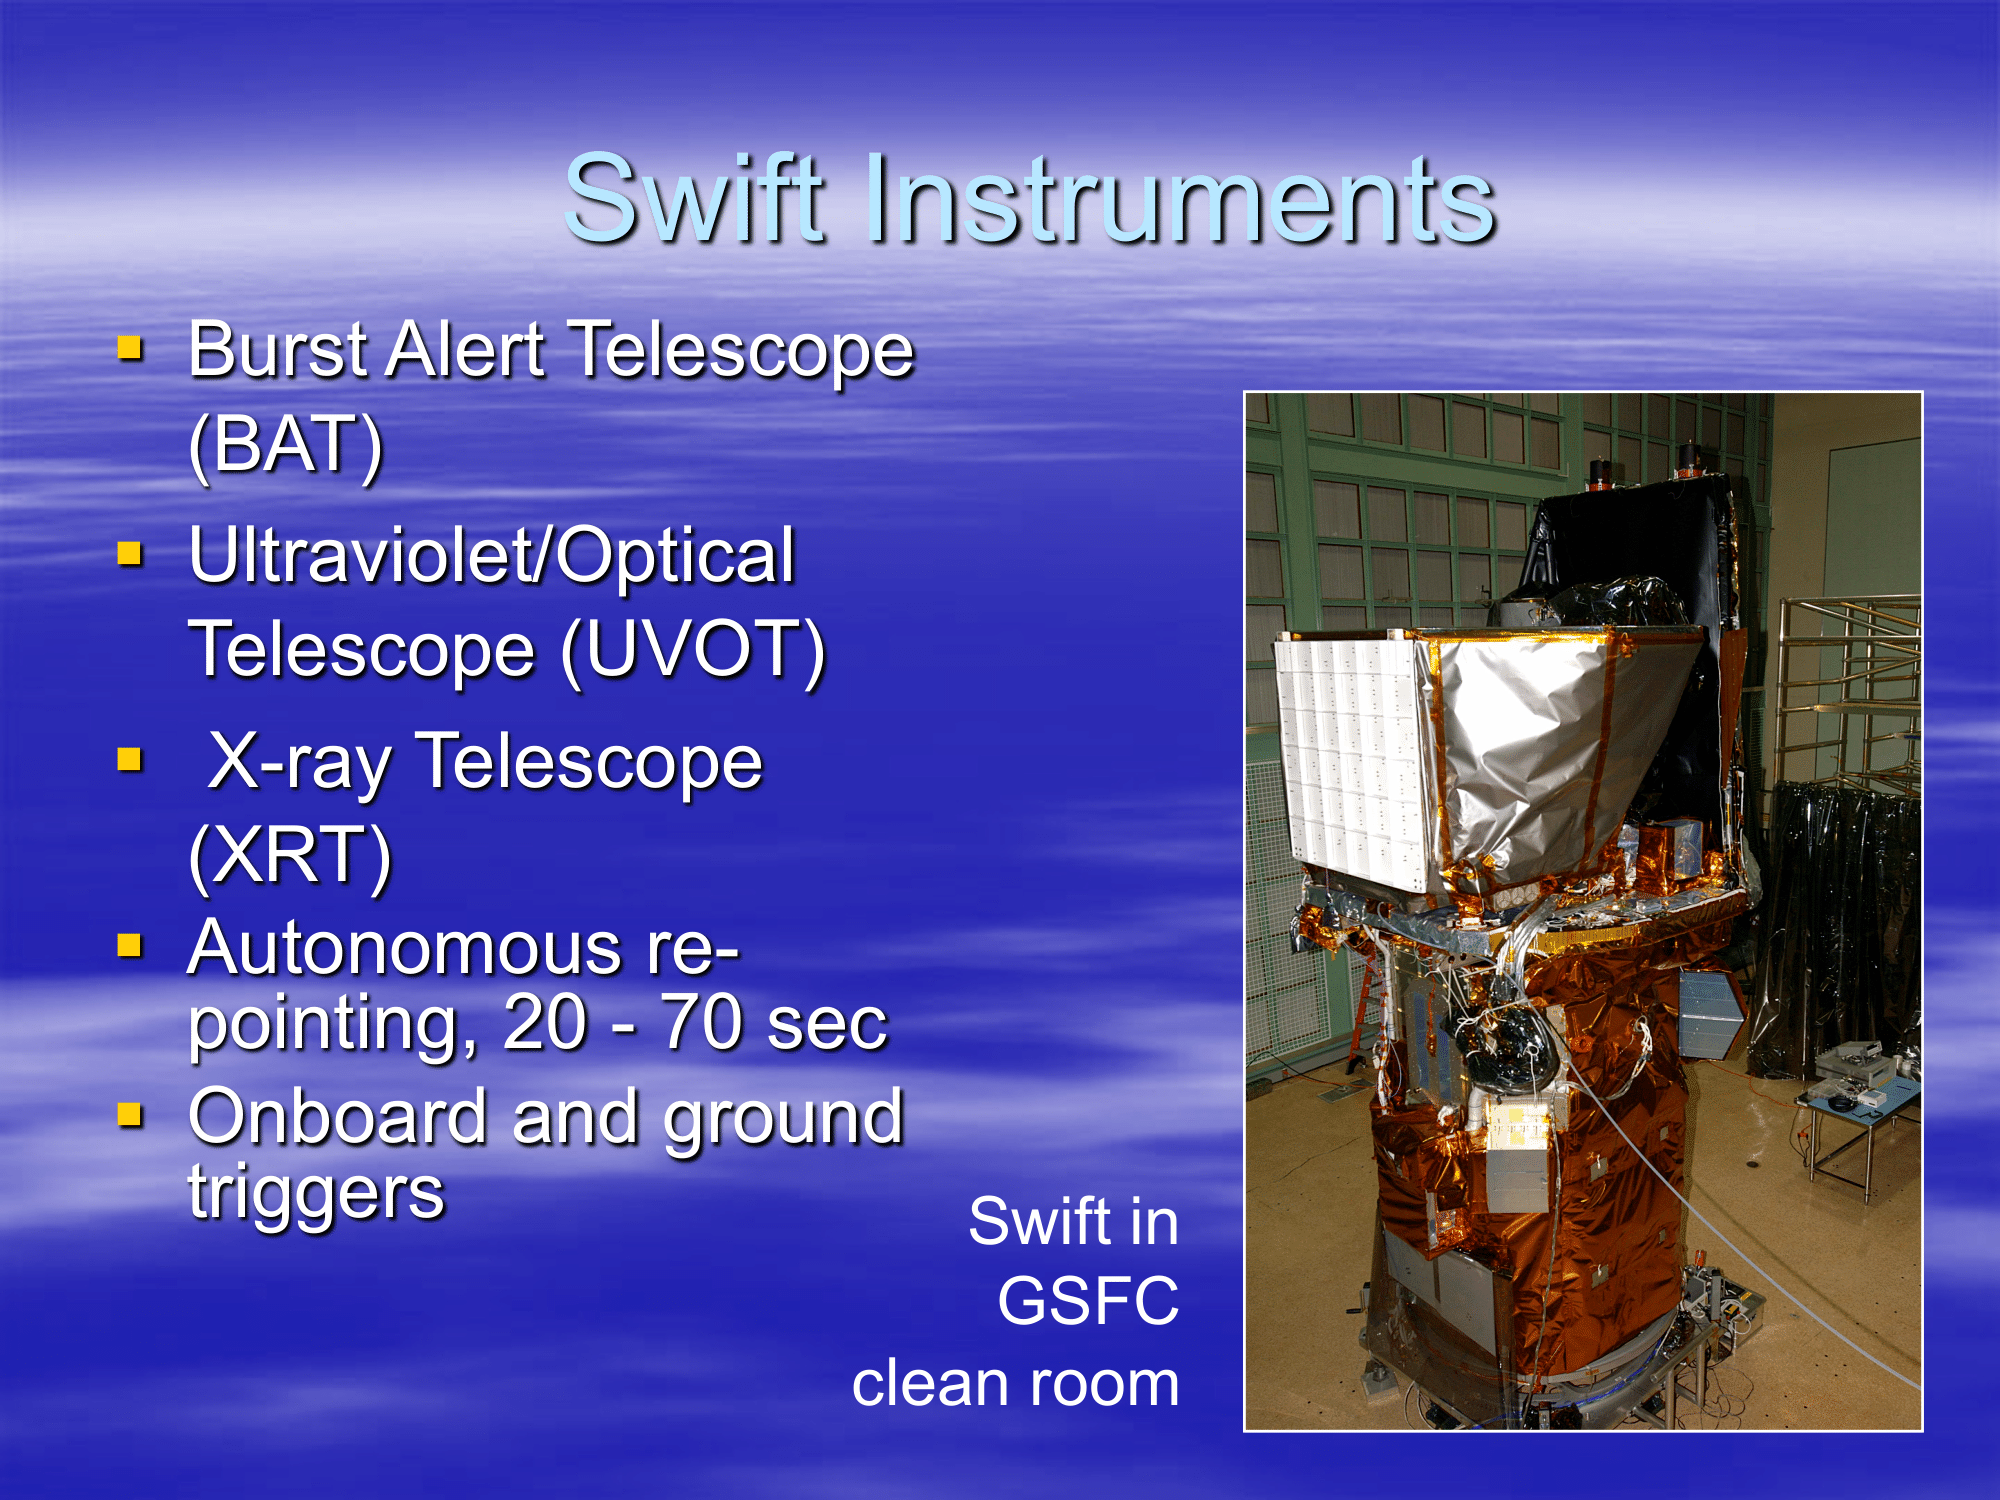 Swift Instruments
▪ Burst Alert Telescope
(BAT)
▪ Ultraviolet/Optical
Telescope (UVOT)
▪ X-ray Telescope
(XRT)
▪ Autonomous re-
pointing, 20 - 70 sec
▪ Onboard and ground
triggers
Swift in
GSFC
clean room